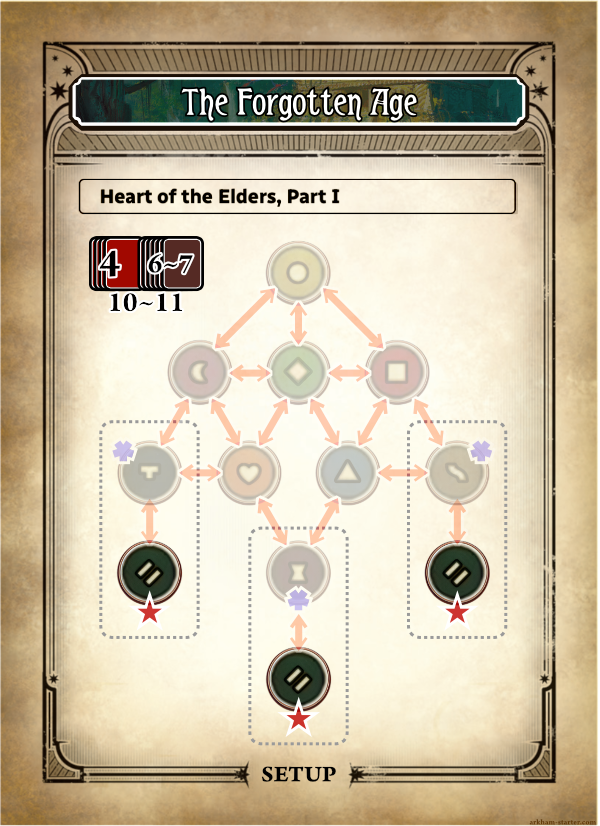 The Forgotten Age
Heart of the Elders, Part I
4 6~7
10~11
SETUP
arkham-starter.com